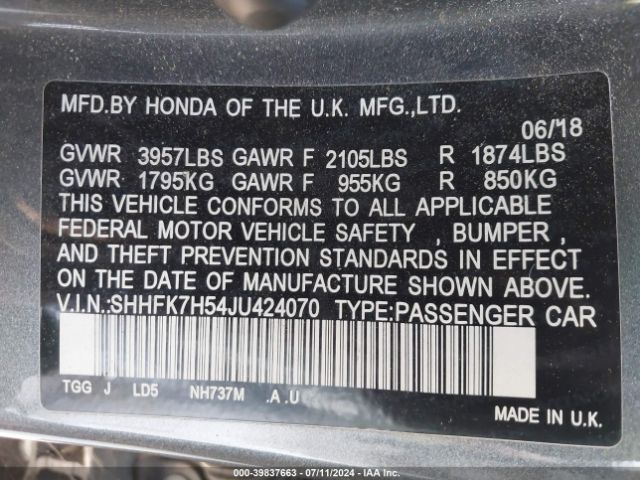 MFD.BY HONDA OF THE U.K. MFG.,LTD.
06/18
GVWR 3957LBS GAWR F 2105LBS R 1874LBS
GVWR 1795KG GAWR F 955KG R 850KG
THIS VEHICLE CONFORMS TO ALL APPLICABLE
FEDERAL MOTOR VEHICLE SAFETY , BUMPER ,
AND THEFT PREVENTION STANDARDS IN EFFECT
ON THE DATE OF MANUFACTURE SHOWN ABOVE.
V.I.N.:SHHFK7H54JU424070 TYPE:PASSENGER CAR
TGG J LD5 NH737M .A .U
MADE IN U.K.
000-39837663 - 07/11/2024 - IAA Inc.